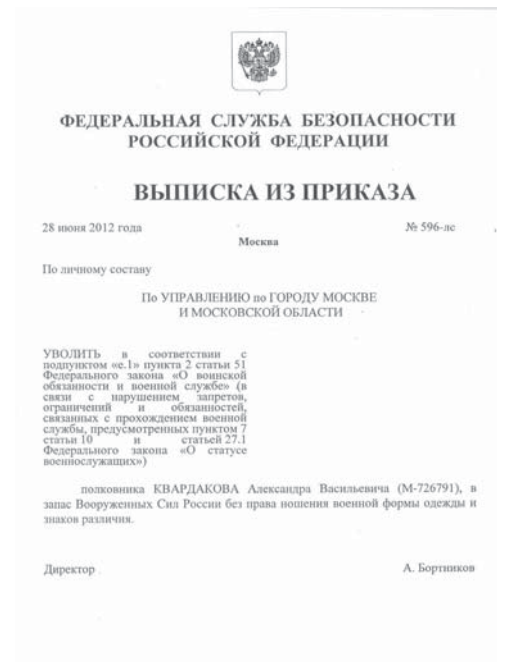 ФЕДЕРАЛЬНАЯ СЛУЖБА БЕЗОПАСНОСТИ
РОССИЙСКОЙ ФЕДЕРАЦИИ
ВЫПИСКА ИЗ ПРИКАЗА
28 июня 2012 года № 596-лс
Москва
По личному составу
По УПРАВЛЕНИЮ по ГОРОДУ МОСКВЕ
И МОСКОВСКОЙ ОБЛАСТИ
УВОЛИТЬ в соответствии с
подпунктом «е.1» пункта 2 статьи 51
Федерального закона «О воинской
обязанности и военной службе» (в
связи с нарушением запретов,
ограничений и обязанностей,
связанных с прохождением военной
службы, предусмотренных пунктом 7
статьи 10 и статьей 27.1
Федерального закона «О статусе
военнослужащих»)
полковника КВАРДАКОВА Александра Васильевича (М-726791), в
запас Вооруженных Сил России без права ношения военной формы одежды и
знаков различия.
Директор А. Бортников